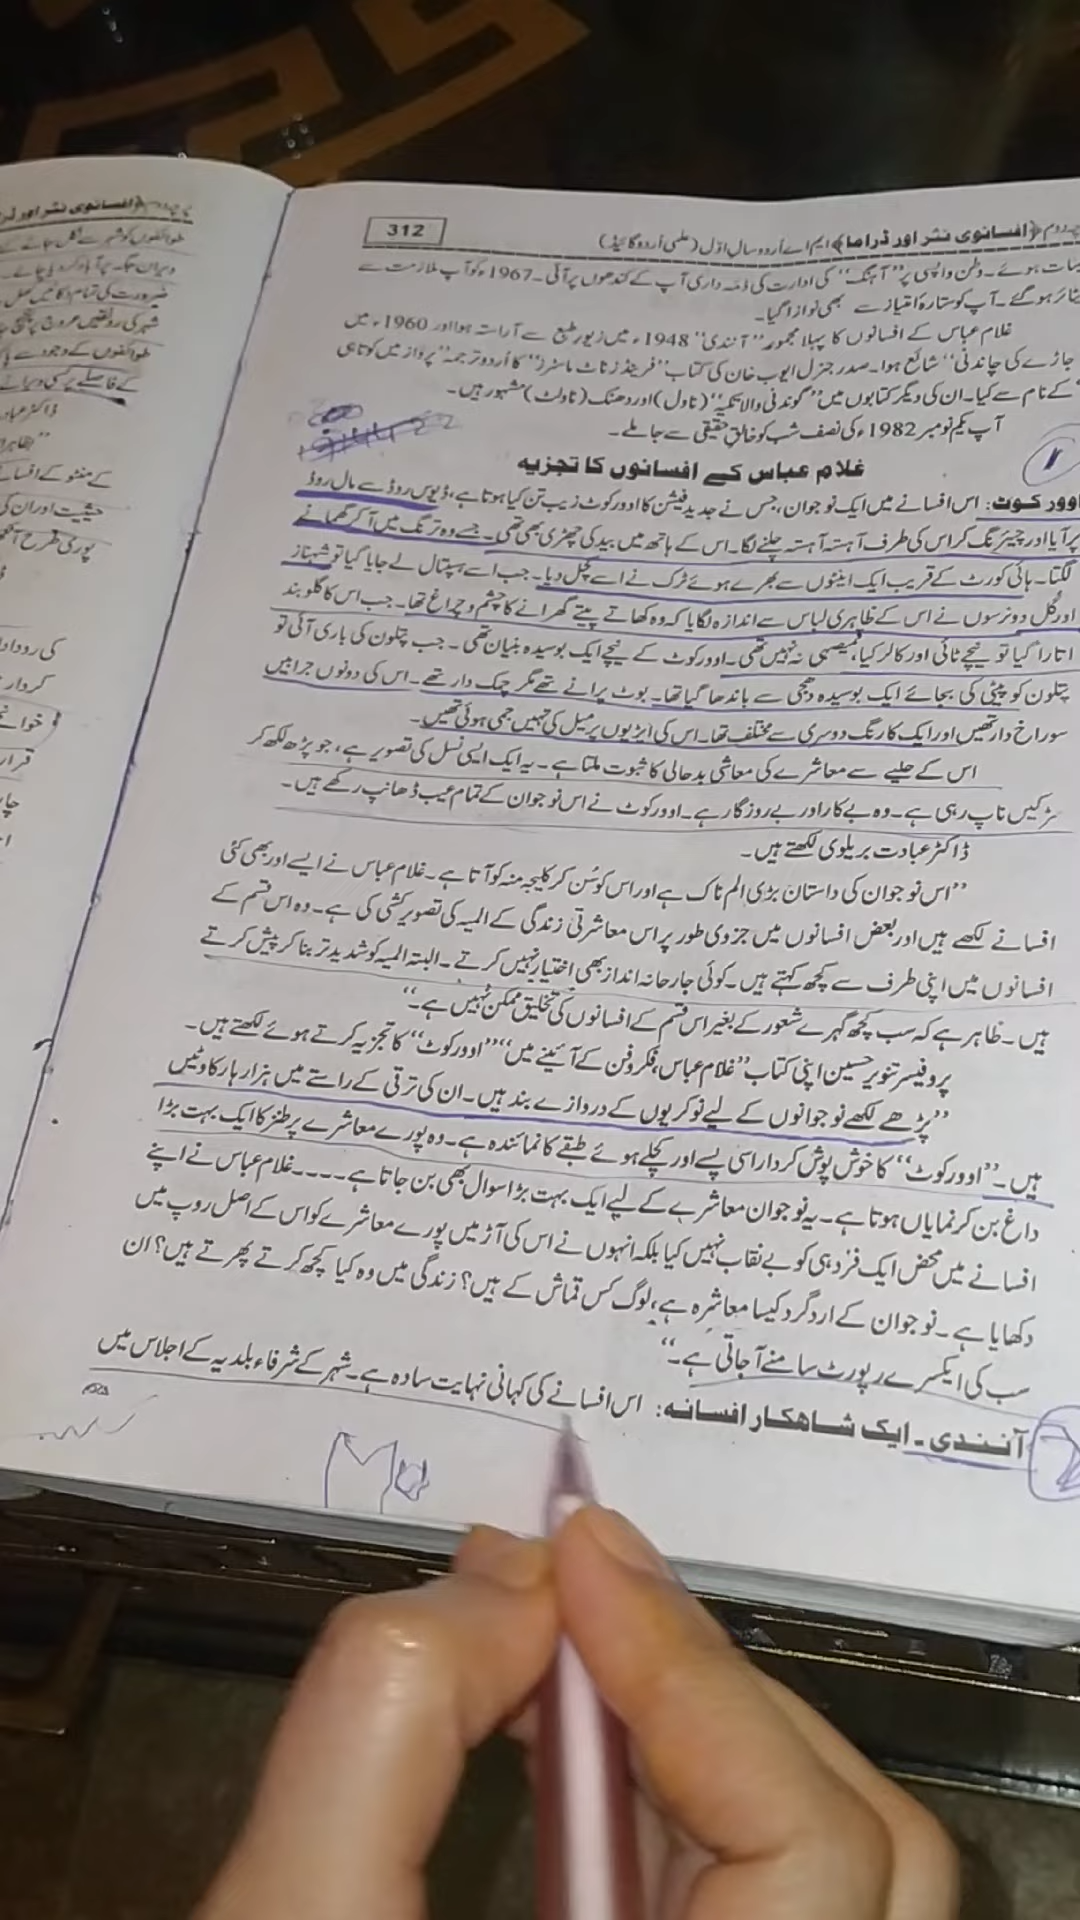 312
پرچہ دوم ﴿افسانوی نثر اور ڈراما﴾ ایم اے اُردو سال اوّل (علمی اُردو گائیڈ)
ہوئے۔ وطن واپسی پر ”آہنگ“ کی ادارت کی ذمہ داری آپ کے کندھوں پر آئی۔ 1967ء کو آپ ملازمت سے
ہو گئے۔ آپ کو ستارۂ امتیاز سے بھی نوازا گیا۔
غلام عباس کے افسانوں کا پہلا مجموعہ ”آنندی“ 1948ء میں زیورِ طبع سے آراستہ ہوا اور 1960ء میں
جاڑے کی چاندنی“ شائع ہوا۔ صدر جنرل ایوب خان کی کتاب ”فرینڈز ناٹ ماسٹرز“ کا اُردو ترجمہ ”پرواز میں کوتاہی
“ کے نام سے کیا۔ ان کی دیگر کتابوں میں ”گوندنی والا تکیہ“ (ناول) اور دھنک (ناولٹ) مشہور ہیں۔
آپ یکم نومبر 1982ء کی نصف شب کو خالقِ حقیقی سے جا ملے۔
غلام عباس کے افسانوں کا تجزیہ
اوور کوٹ: اس افسانے میں ایک نوجوان، جس نے جدید فیشن کا اوور کوٹ زیب تن کیا ہوتا ہے، ڈیوس روڈ سے مال روڈ
پر آیا اور چیئرنگ کراس کی طرف آہستہ آہستہ چلنے لگا۔ اس کے ہاتھ میں بید کی چھڑی بھی تھی۔ جسے وہ ترنگ میں آ کر گھمانے
لگتا۔ ہائی کورٹ کے قریب ایک اینٹوں سے بھرے ہوئے ٹرک نے اسے کچل دیا۔ جب اسے ہسپتال لے جایا گیا تو شہناز
اور گُل دو نرسوں نے اس کے ظاہری لباس سے اندازہ لگایا کہ وہ کھاتے پیتے گھرانے کا چشم و چراغ تھا۔ جب اس کا گلو بند
اتارا گیا تو نیچے ٹائی اور کالر کیا، قمیص ہی نہیں تھی۔ اوور کوٹ کے نیچے ایک بوسیدہ بنیان تھی۔ جب پتلون کی باری آئی تو
پتلون کو پیٹی کی بجائے ایک بوسیدہ دھجی سے باندھا گیا تھا۔ بوٹ پرانے تھے مگر چمک دار تھے۔ اس کی دونوں جرابیں
سوراخ دار تھیں اور ایک کا رنگ دوسری سے مختلف تھا۔ اس کی ایڑیوں پر میل کی تہیں جمی ہوئی تھیں۔
اس کے حلیے سے معاشرے کی معاشی بدحالی کا ثبوت ملتا ہے۔ یہ ایک ایسی نسل کی تصویر ہے، جو پڑھ لکھ کر
سڑکیں ناپ رہی ہے۔ وہ بے کار اور بے روزگار ہے۔ اوور کوٹ نے اس نوجوان کے تمام عیب ڈھانپ رکھے ہیں۔
ڈاکٹر عبادت بریلوی لکھتے ہیں۔
”اس نوجوان کی داستان بڑی الم ناک ہے اور اس کو سُن کر کلیجہ منہ کو آتا ہے۔ غلام عباس نے ایسے اور بھی کئی
افسانے لکھے ہیں اور بعض افسانوں میں جزوی طور پر اس معاشرتی زندگی کے المیہ کی تصویر کشی کی ہے۔ وہ اس قسم کے
افسانوں میں اپنی طرف سے کچھ کہتے ہیں۔ کوئی جارحانہ انداز بھی اختیار نہیں کرتے۔ البتہ المیہ کو شدید تر بنا کر پیش کرتے
ہیں۔ ظاہر ہے کہ سب کچھ گہرے شعور کے بغیر اس قسم کے افسانوں کی تخلیق ممکن نہیں ہے۔“
پروفیسر تنویر حسین اپنی کتاب ”غلام عباس، فکر و فن کے آئینے میں“ ”اوور کوٹ“ کا تجزیہ کرتے ہوئے لکھتے ہیں۔
”پڑھے لکھے نوجوانوں کے لیے نوکریوں کے دروازے بند ہیں۔ ان کی ترقی کے راستے میں ہزار ہا رکاوٹیں
ہیں۔ ”اوور کوٹ“ کا خوش پوش کردار اسی پسے اور کچلے ہوئے طبقے کا نمائندہ ہے۔ وہ پورے معاشرے پر طنز کا ایک بہت بڑا
داغ بن کر نمایاں ہوتا ہے۔ یہ نوجوان معاشرے کے لیے ایک بہت بڑا سوال بھی بن جاتا ہے۔۔۔۔ غلام عباس نے اپنے
افسانے میں محض ایک فرد ہی کو بے نقاب نہیں کیا بلکہ انہوں نے اس کی آڑ میں پورے معاشرے کو اس کے اصل روپ میں
دکھایا ہے۔ نوجوان کے ارد گرد کیسا معاشرہ ہے، لوگ کس قماش کے ہیں؟ زندگی میں وہ کیا کچھ کرتے پھرتے ہیں؟ ان
سب کی ایکسرے رپورٹ سامنے آ جاتی ہے۔“
آنندی۔ ایک شاہکار افسانہ: اس افسانے کی کہانی نہایت سادہ ہے۔ شہر کے شرفاء بلدیہ کے اجلاس میں